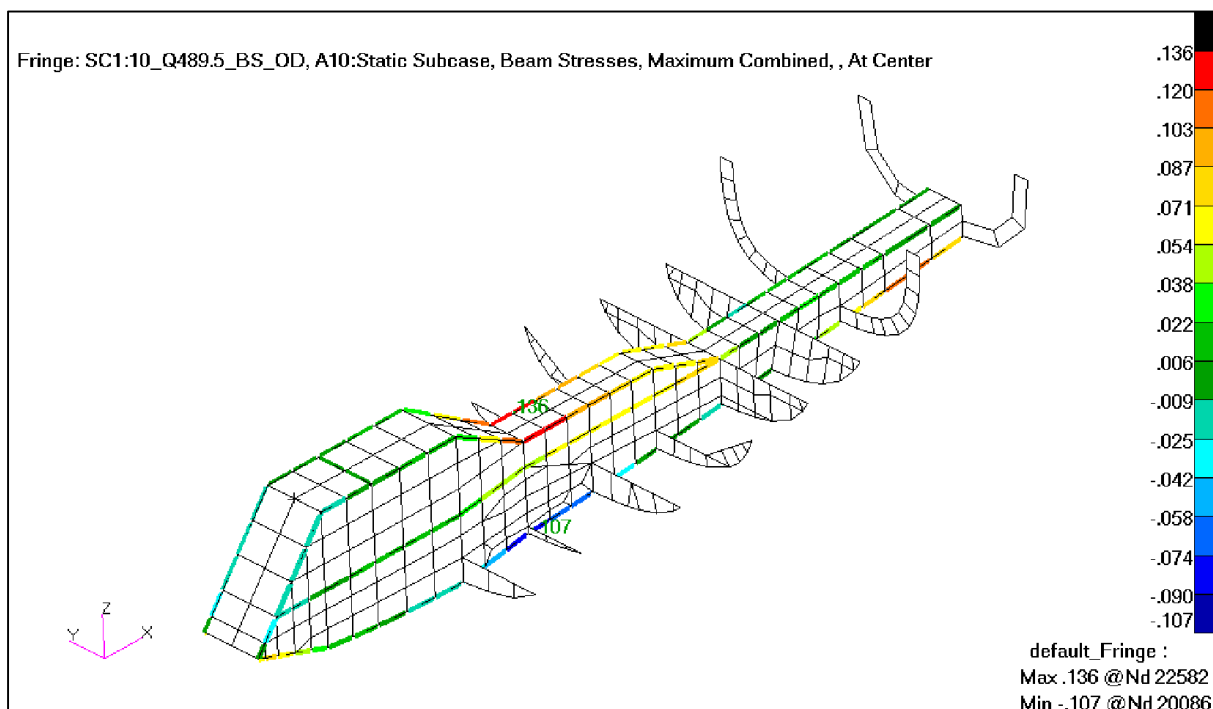 Fringe: SC1:10_Q489.5_BS_OD, A10:Static Subcase, Beam Stresses, Maximum Combined, , At Center
.136
.120
.103
.087
.071
.054
.038
.022
.006
-.009
-.025
-.042
-.058
-.074
-.090
-.107
136
107
Z
Y
X
default_Fringe :
Max .136 @Nd 22582
Min -.107 @Nd 20086